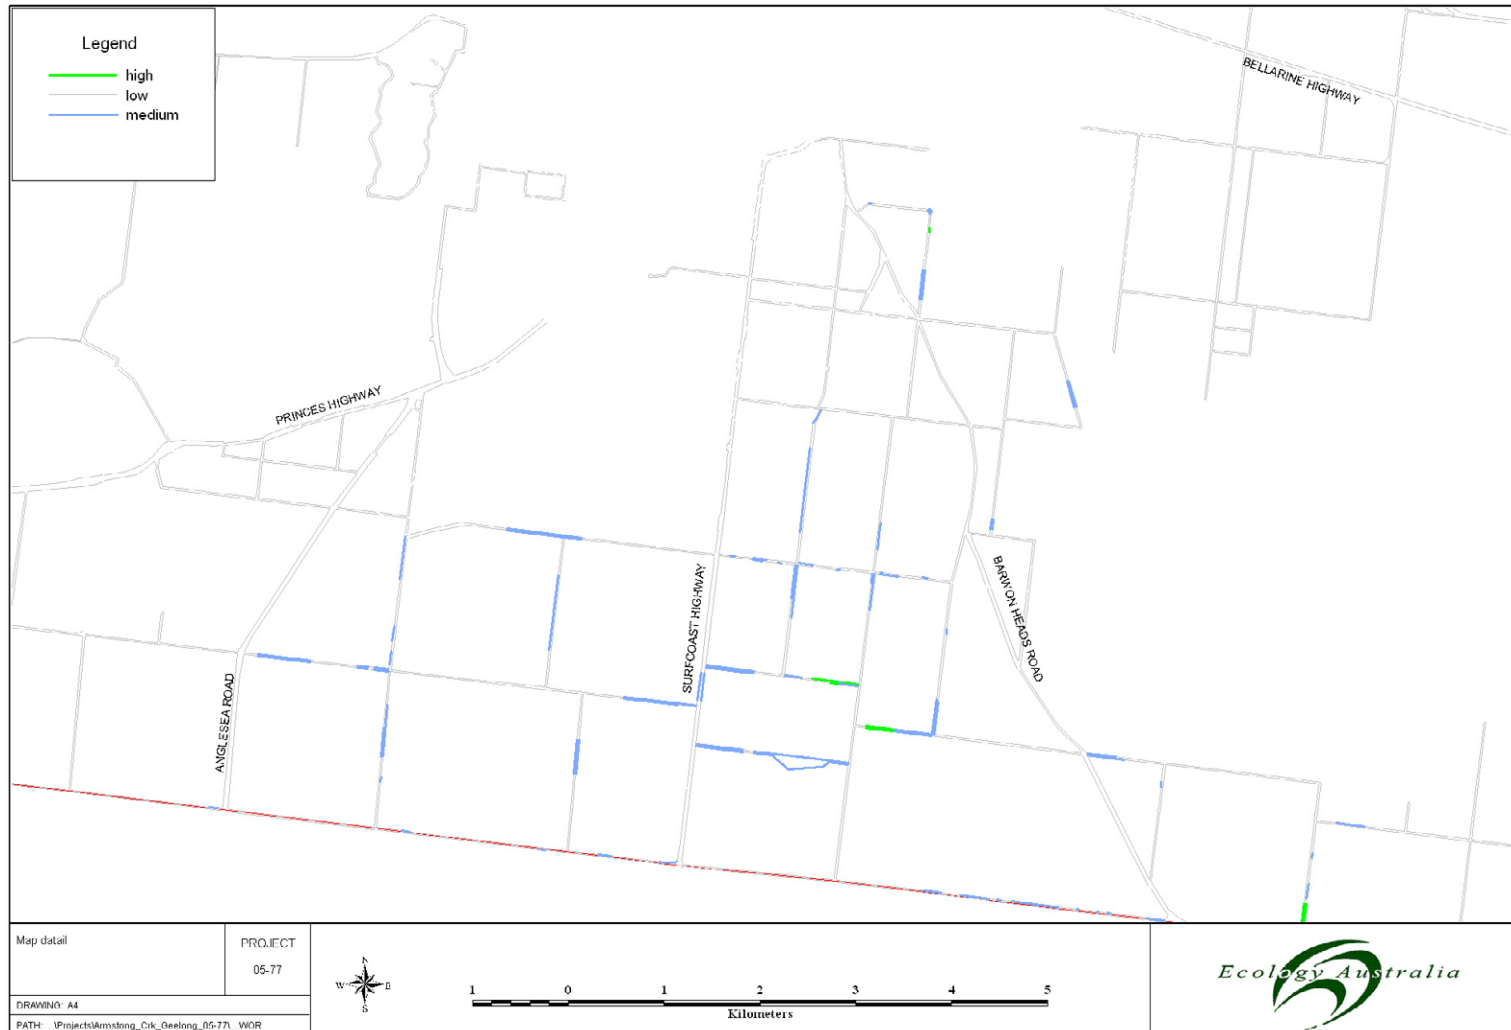 Legend
high
low
medium
BELLARINE HIGHWAY
PRINCES HIGHWAY
SURFCOAST HIGHWAY
BARWON HEADS ROAD
ANGLESEA ROAD
Map datail
PROJECT
05-77
DRAWING: A4
PATH: ...\Projects\Armstong_Crk_Geelong_05-77\... WOR
N
W E
S
1 0 1 2 3 4 5
Kilometers
Ecology Australia